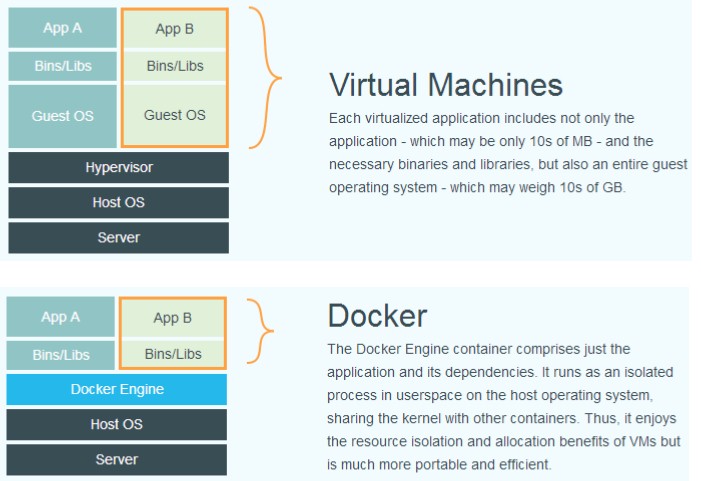 App A App B
Bins/Libs Bins/Libs
Guest OS Guest OS
Hypervisor
Host OS
Server
Virtual Machines
Each virtualized application includes not only the
application - which may be only 10s of MB - and the
necessary binaries and libraries, but also an entire guest
operating system - which may weigh 10s of GB.
App A App B
Bins/Libs Bins/Libs
Docker Engine
Host OS
Server
Docker
The Docker Engine container comprises just the
application and its dependencies. It runs as an isolated
process in userspace on the host operating system,
sharing the kernel with other containers. Thus, it enjoys
the resource isolation and allocation benefits of VMs but
is much more portable and efficient.